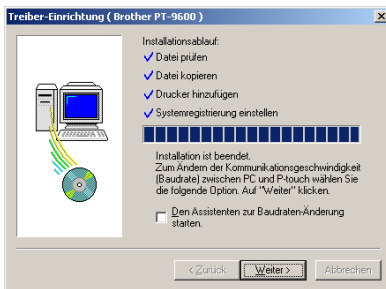 Treiber-Einrichtung ( Brother PT-9600 )
Installationsablauf:
Datei prüfen
Datei kopieren
Drucker hinzufügen
Systemregistrierung einstellen
Installation ist beendet.
Zum Ändern der Kommunikationsgeschwindigkeit
(Baudrate) zwischen PC und P-touch wählen Sie
die folgende Option. Auf "Weiter" klicken.
Den Assistenten zur Baudraten-Änderung
starten.
< Zurück
Weiter >
Abbrechen